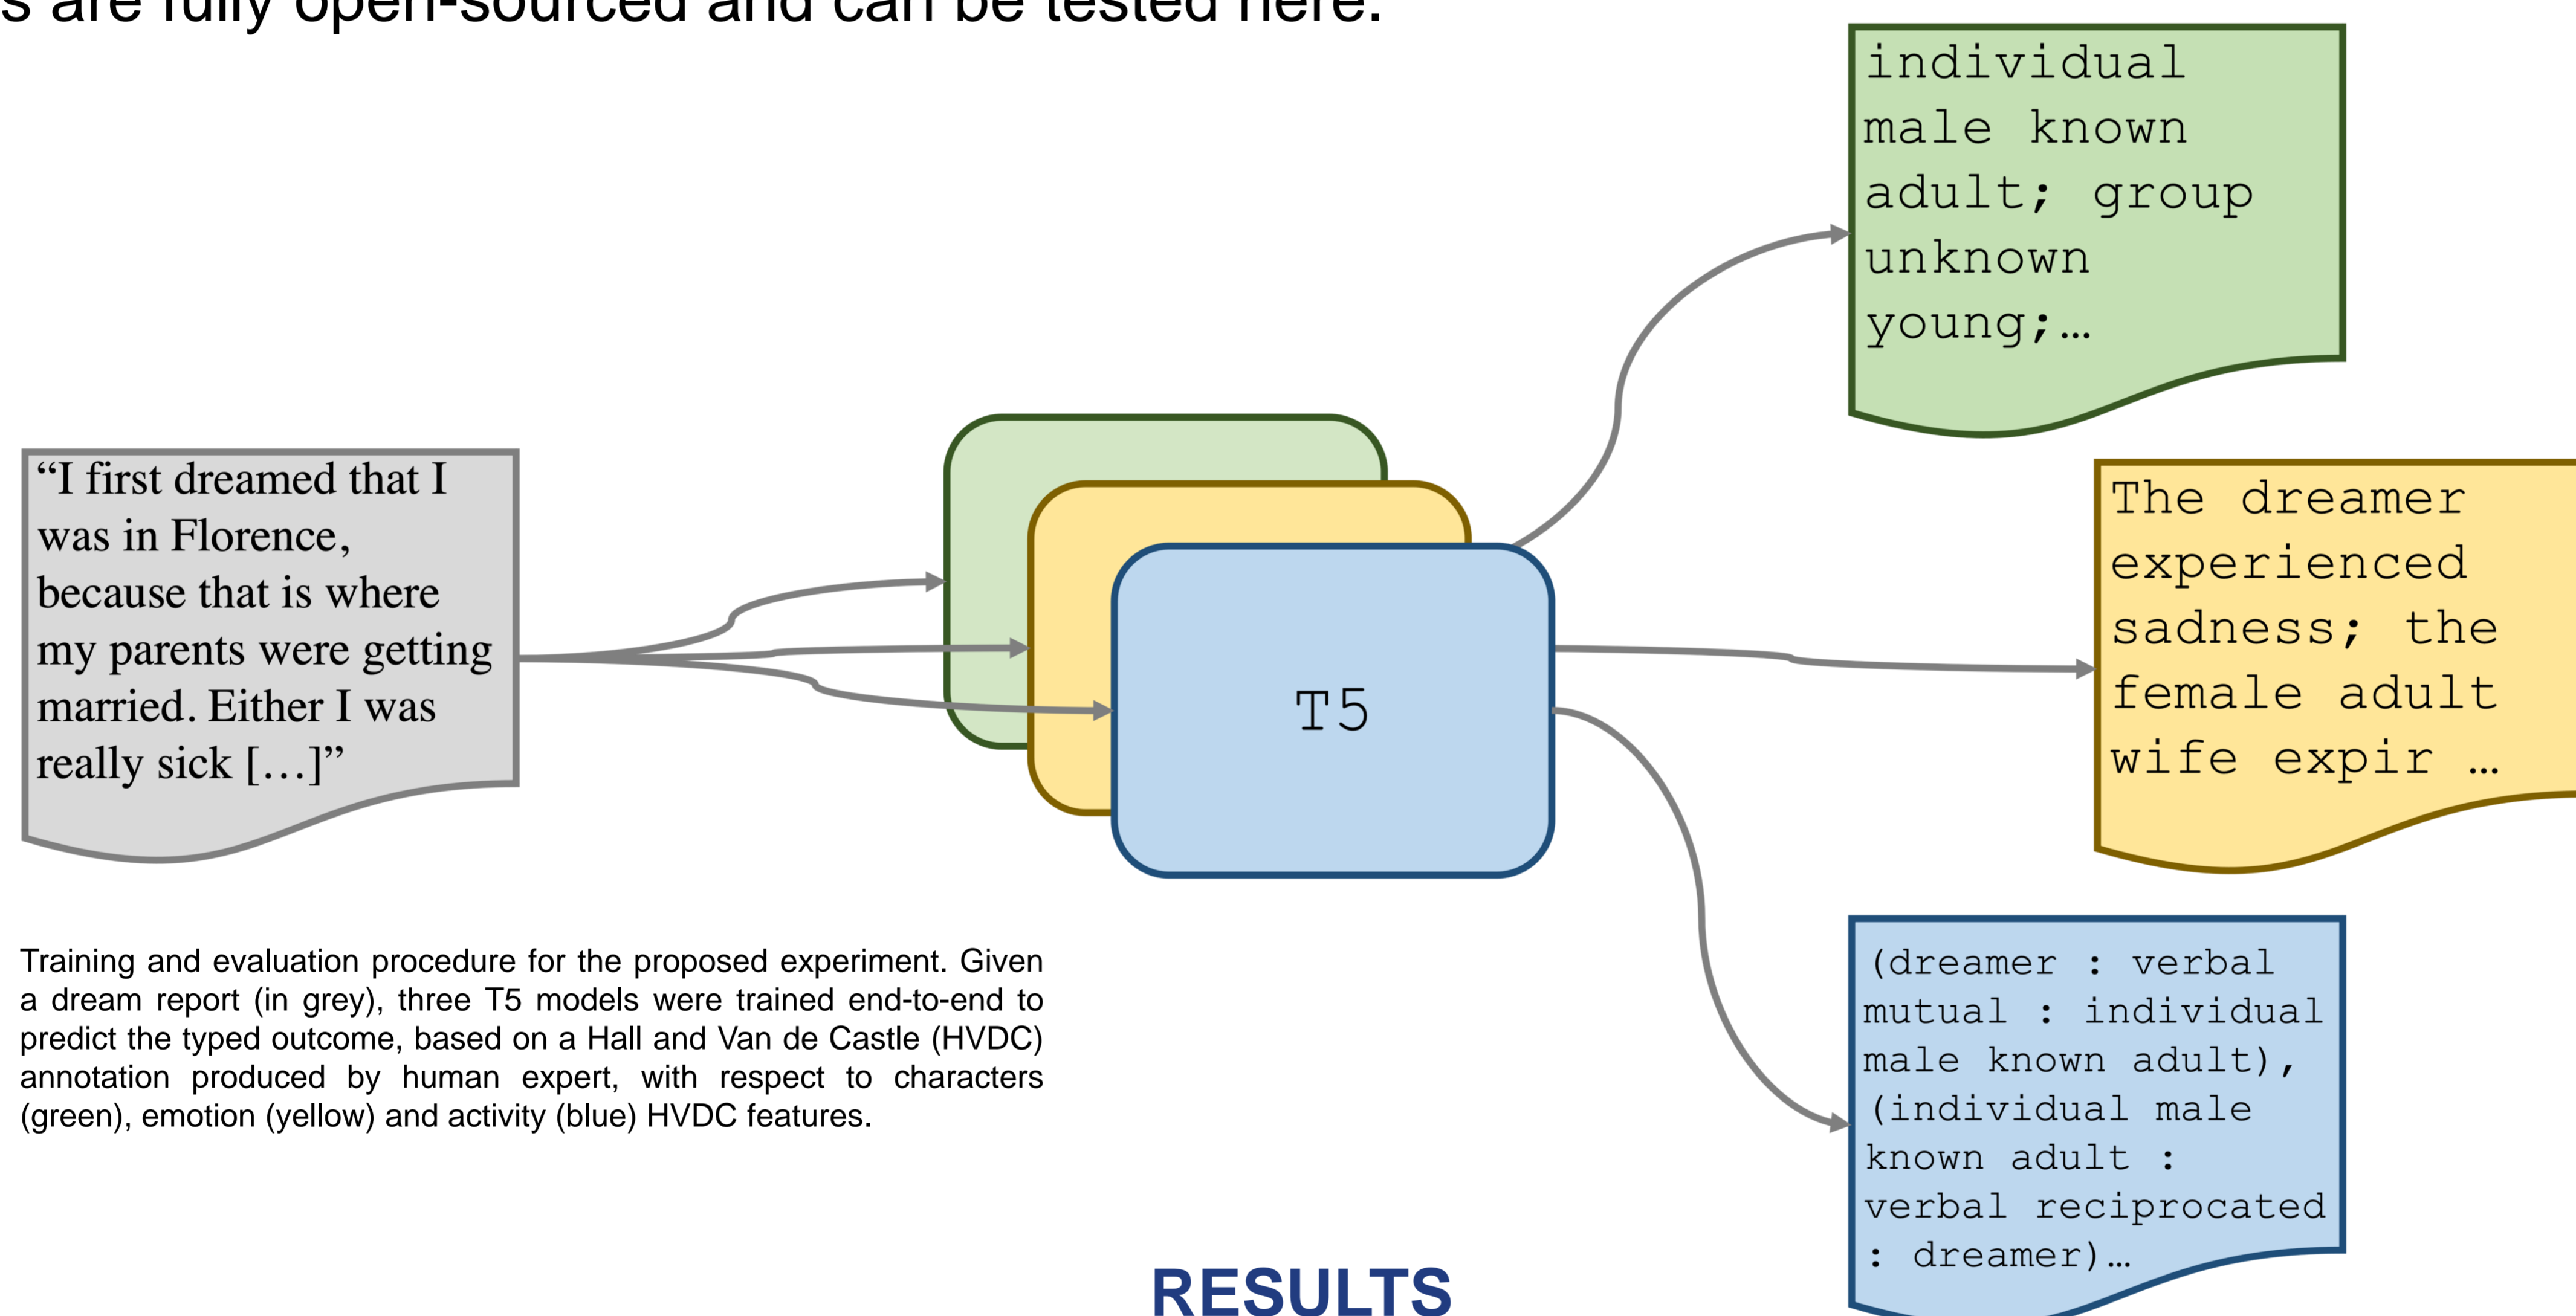 s are fully open-sourced and can be tested here.
individual
male known
adult; group
unknown
young;…
“I first dreamed that I
was in Florence,
because that is where
my parents were getting
married. Either I was
really sick […]”
T5
The dreamer
experienced
sadness; the
female adult
wife expir …
(dreamer : verbal
mutual : individual
male known adult),
(individual male
known adult :
verbal reciprocated
: dreamer)…
Training and evaluation procedure for the proposed experiment. Given
a dream report (in grey), three T5 models were trained end-to-end to
predict the typed outcome, based on a Hall and Van de Castle (HVDC)
annotation produced by human expert, with respect to characters
(green), emotion (yellow) and activity (blue) HVDC features.
RESULTS